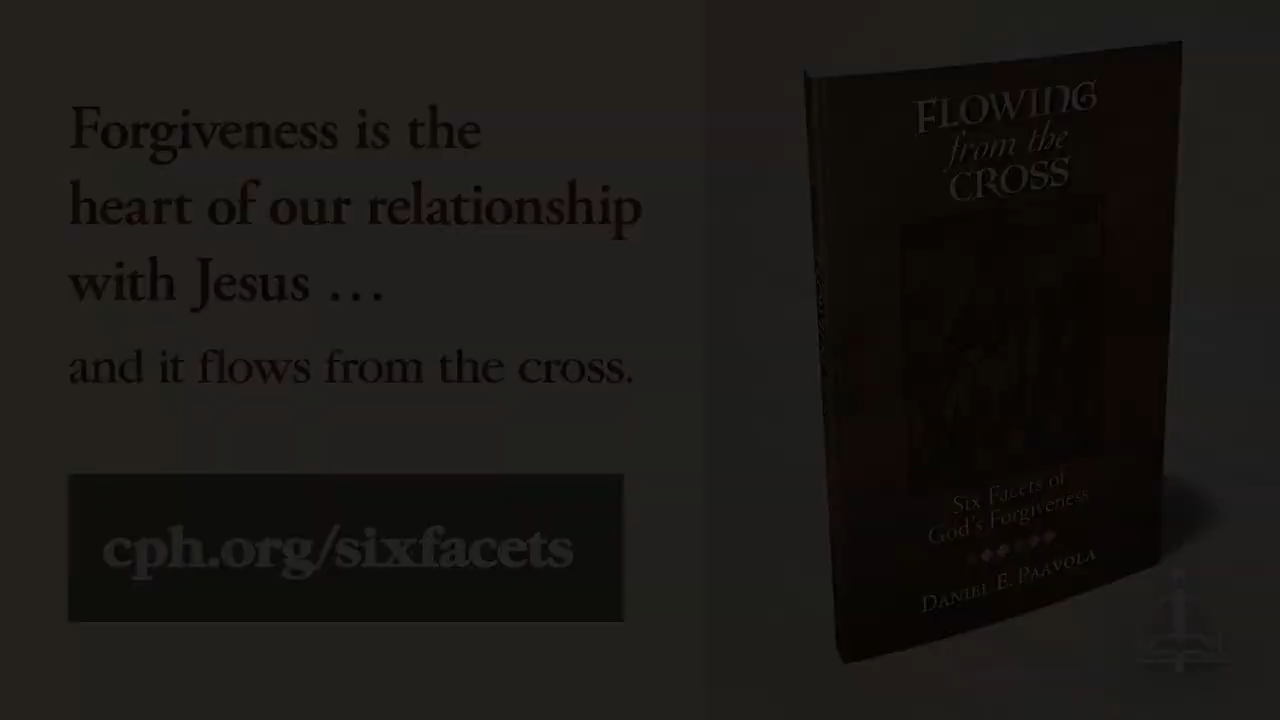 Forgiveness is the
heart of our relationship
with Jesus …
and it flows from the cross.
cph.org/sixfacets
FLOWING
from the
CROSS
Six Facets of
God's Forgiveness
DANIEL E. PAAVOLA